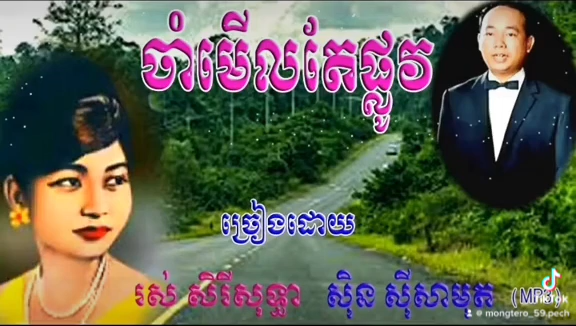 ចាំមើលតែផ្លូវ
ច្រៀងដោយ
រស់ សិរីសុទ្ធា ស៊ិន ស៊ីសាមុត (MP3)
mongtero_59.pech